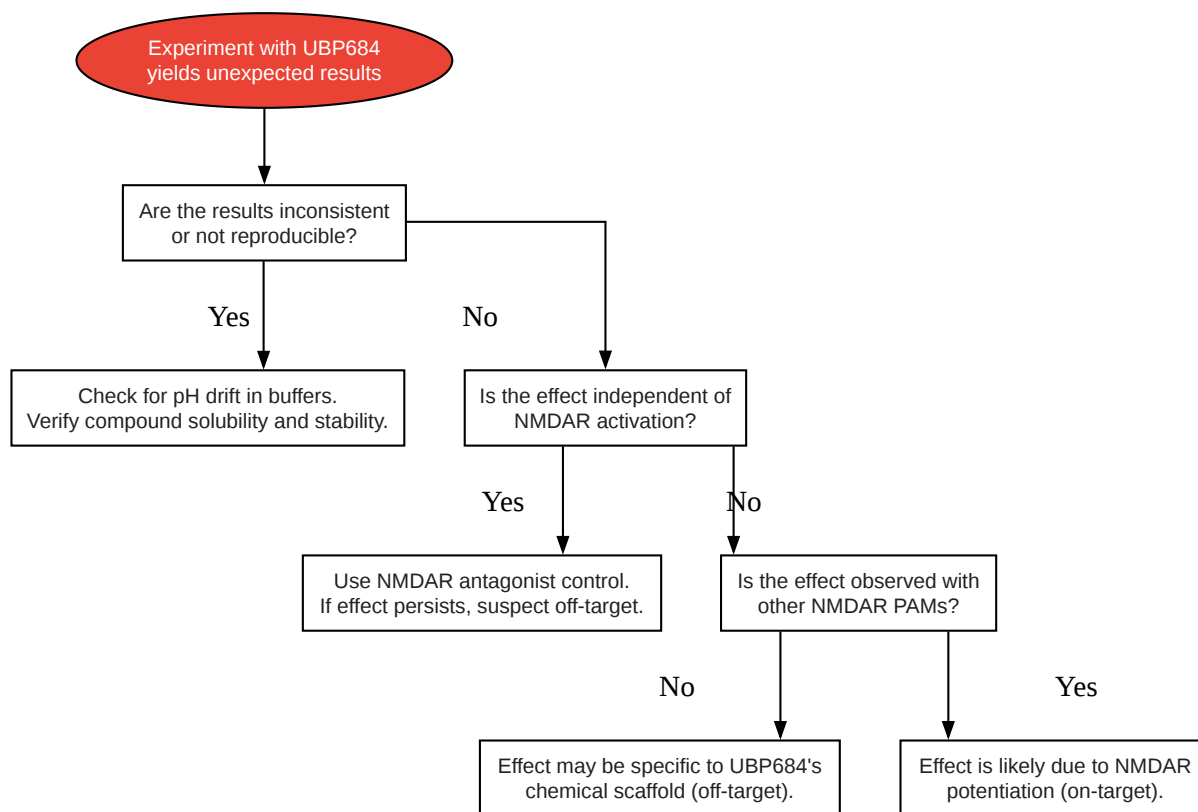 Experiment with UBP684
yields unexpected results
Are the results inconsistent
or not reproducible?
Yes
No
Check for pH drift in buffers.
Verify compound solubility and stability.
Is the effect independent of
NMDAR activation?
Yes
No
Use NMDAR antagonist control.
If effect persists, suspect off-target.
Is the effect observed with
other NMDAR PAMs?
No
Yes
Effect may be specific to UBP684's
chemical scaffold (off-target).
Effect is likely due to NMDAR
potentiation (on-target).